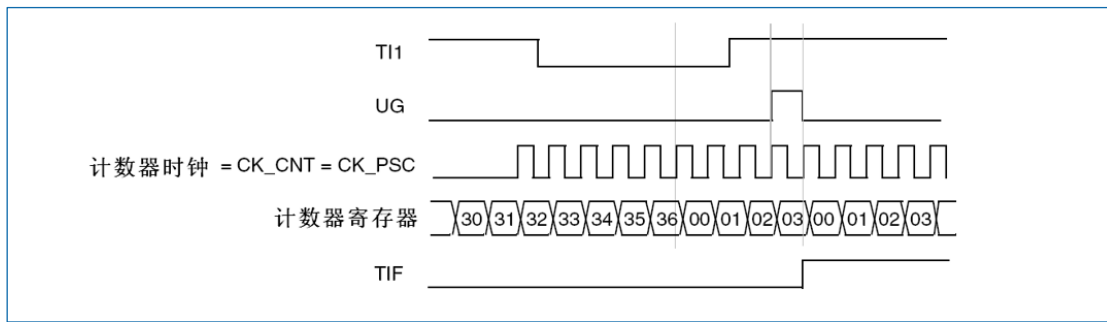 TI1
UG
计数器时钟 = CK_CNT = CK_PSC
计数器寄存器 30 31 32 33 34 35 36 00 01 02 03 00 01 02 03
TIF